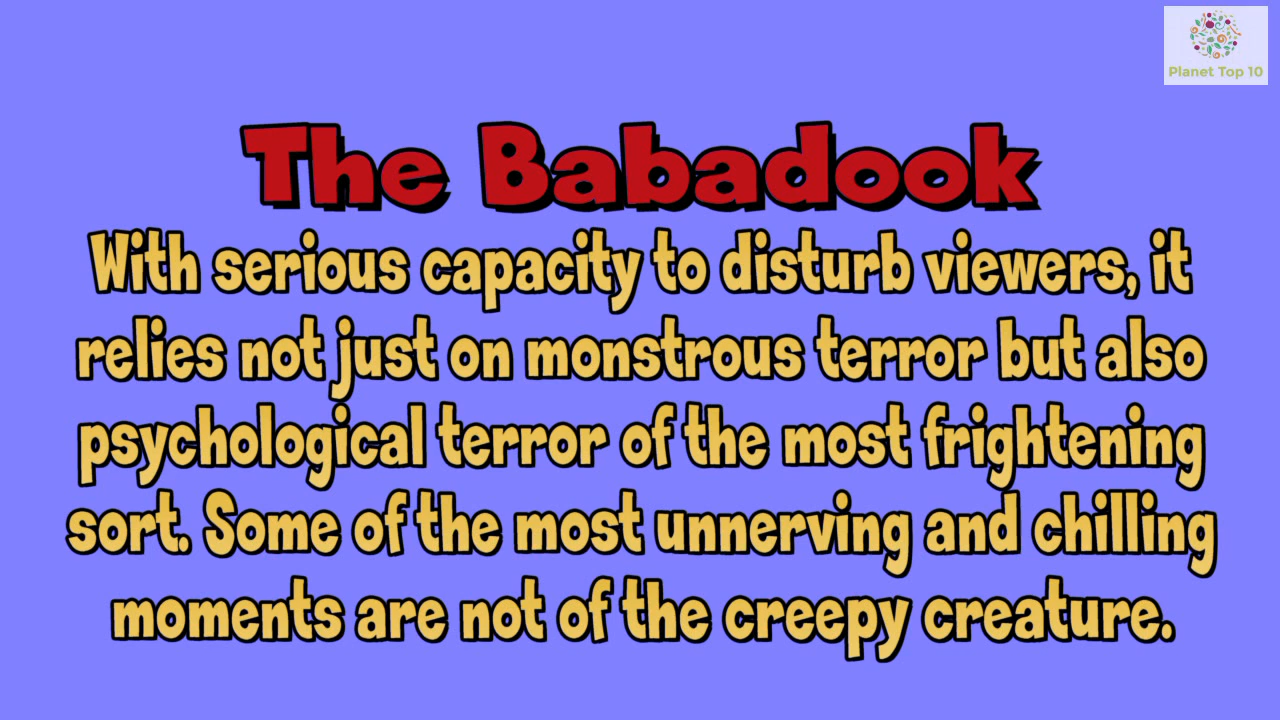 Planet Top 10
The Babadook
With serious capacity to disturb viewers, it
relies not just on monstrous terror but also
psychological terror of the most frightening
sort. Some of the most unnerving and chilling
moments are not of the creepy creature.